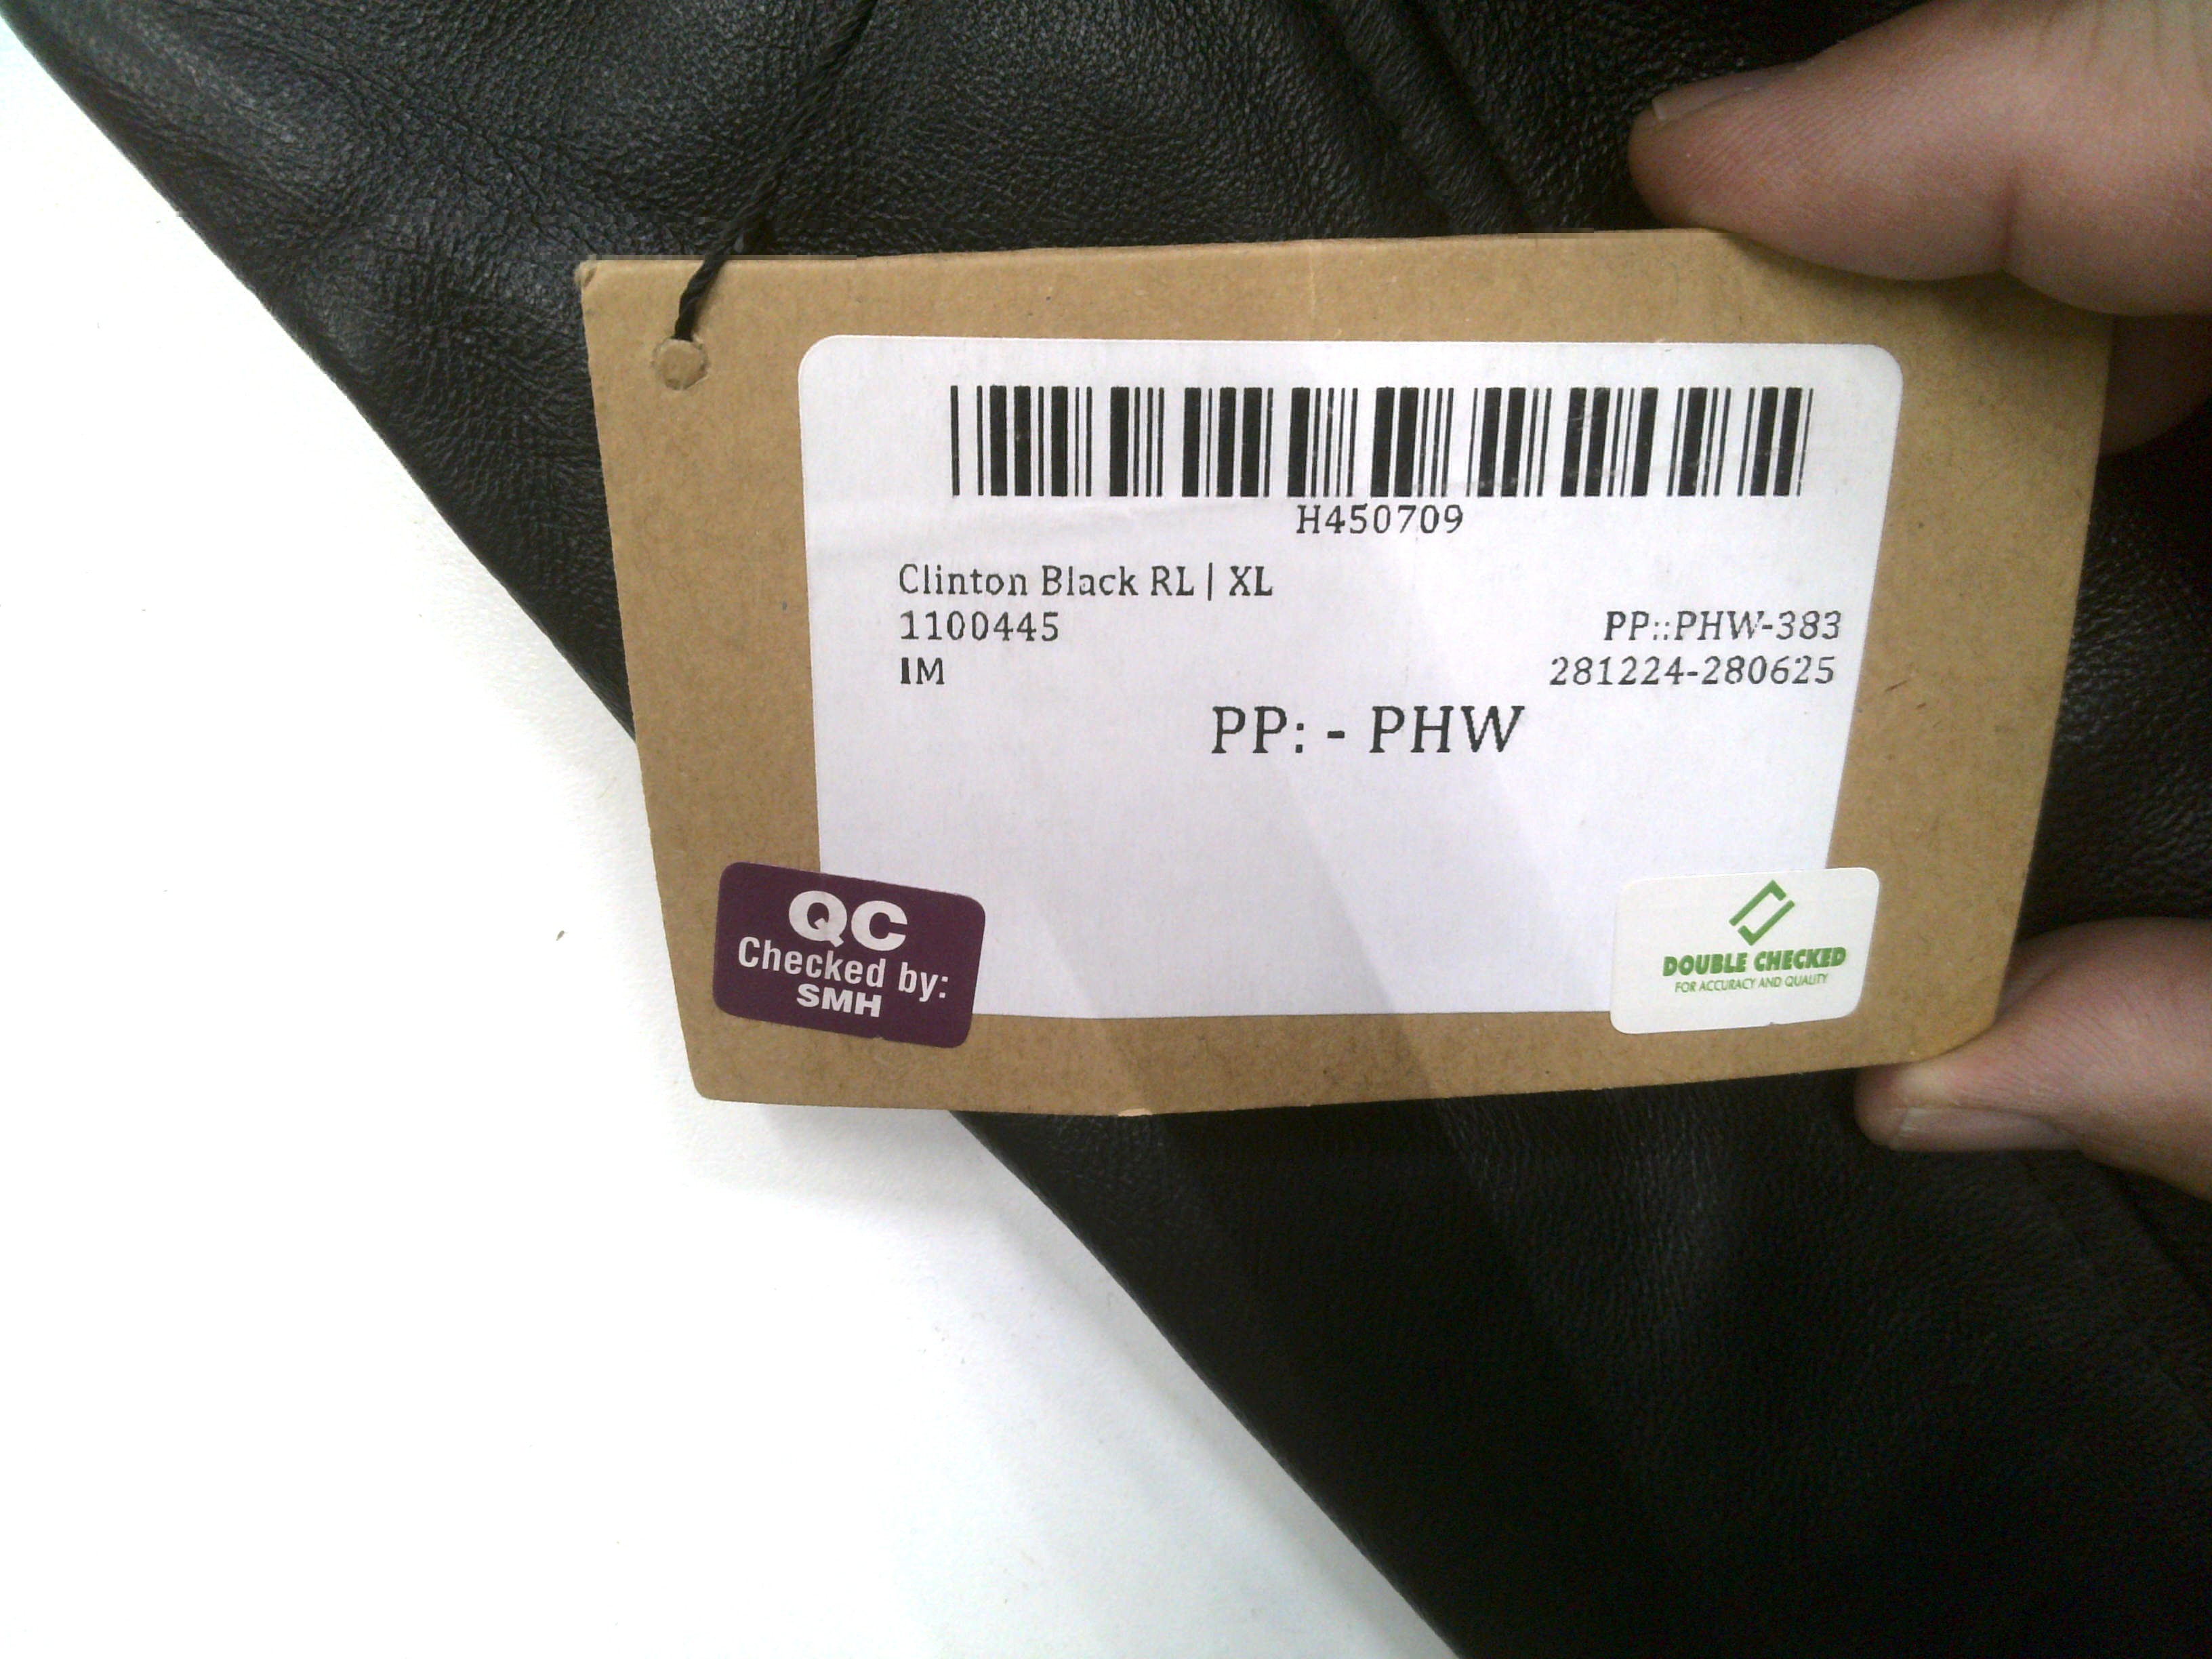 H450709
Clinton Black RL | XL
1100445
PP::PHW-383
IM
281224-280625
PP: - PHW
QC
Checked by:
SMH
DOUBLE CHECKED
FOR ACCURACY AND QUALITY